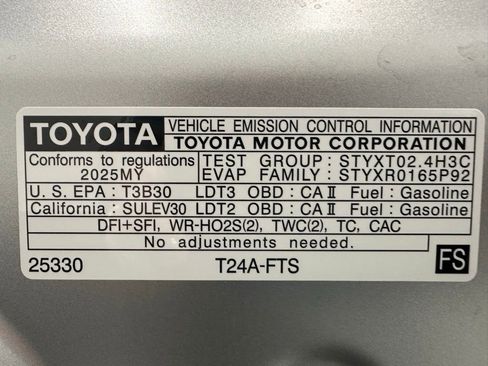 TOYOTA VEHICLE EMISSION CONTROL INFORMATION
TOYOTA MOTOR CORPORATION
Conforms to regulations TEST GROUP : STYXT02.4H3C
2025MY EVAP FAMILY : STYXR0165P92
U.S. EPA : T3B30 LDT3 OBD : CA II Fuel : Gasoline
California : SULEV30 LDT2 OBD : CA II Fuel : Gasoline
DFI+SFI, WR-HO2S(2), TWC(2), TC, CAC
No adjustments needed.
25330 T24A-FTS FS